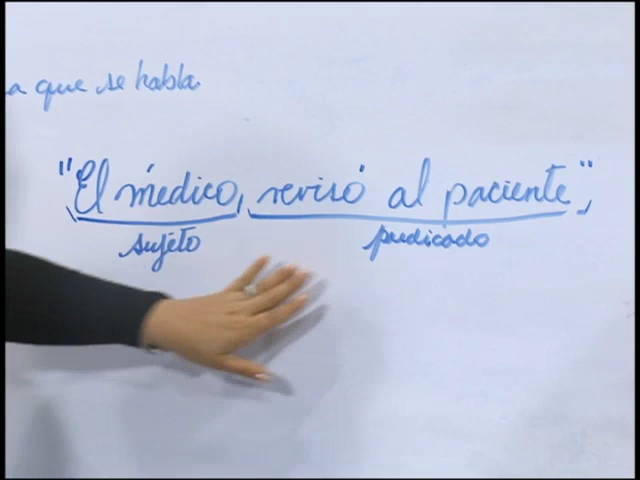 a que se habla
"El médico, revisó al paciente"
sujeto predicado